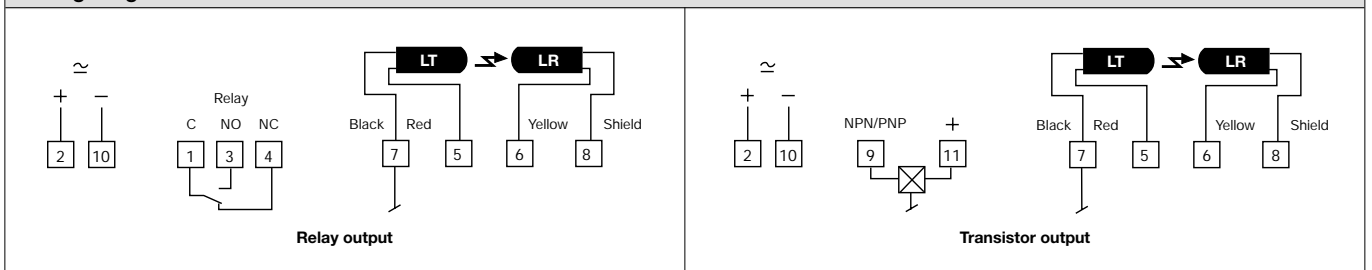 LT LR
≃
+ −
Relay
C NO NC
Black Red Yellow Shield
2 10 1 3 4 7 5 6 8
Relay output
LT LR
≃
+ −
NPN/PNP +
Black Red Yellow Shield
2 10 9 11 7 5 6 8
Transistor output